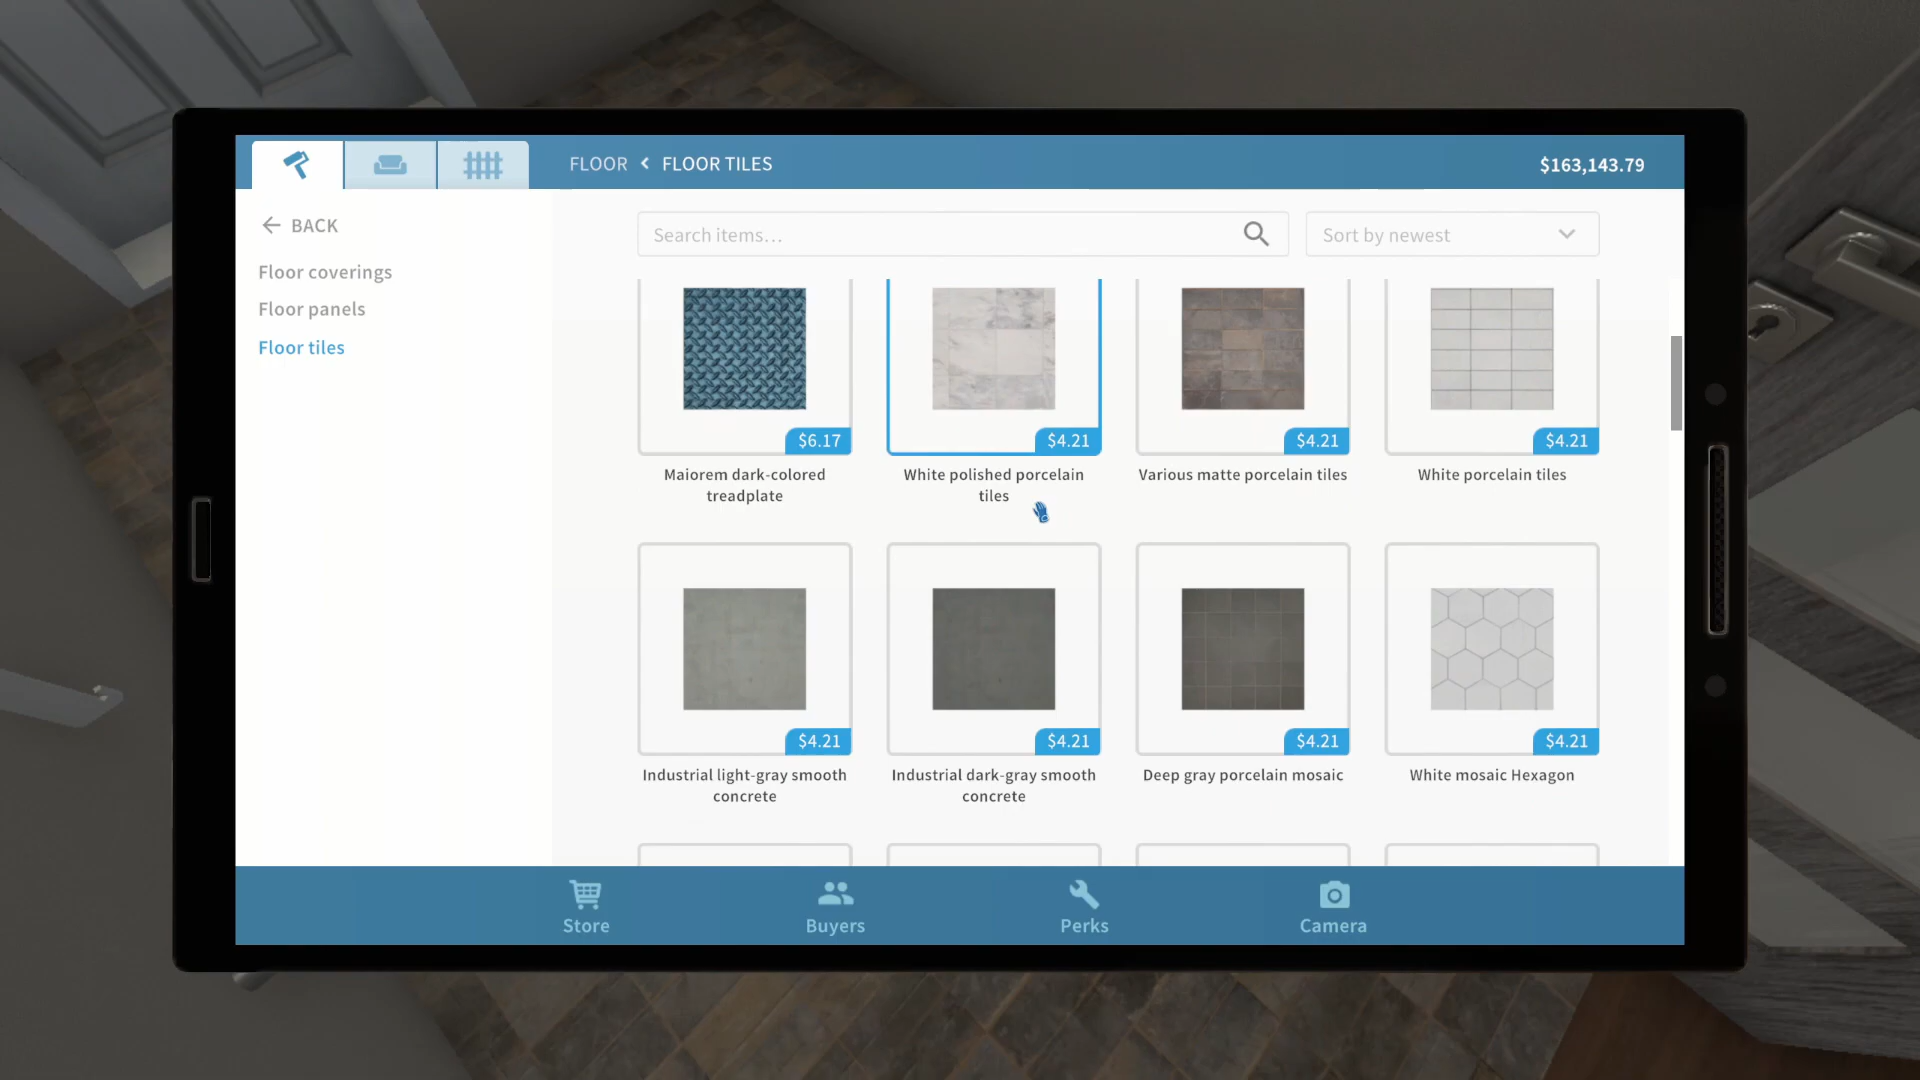 FLOOR < FLOOR TILES
$163,143.79
BACK
Floor coverings
Floor panels
Floor tiles
Search items...
Sort by newest
$6.17
$4.21
$4.21
$4.21
Maiorem dark-colored
treadplate
White polished porcelain
tiles
Various matte porcelain tiles
White porcelain tiles
$4.21
$4.21
$4.21
$4.21
Industrial light-gray smooth
concrete
Industrial dark-gray smooth
concrete
Deep gray porcelain mosaic
White mosaic Hexagon
Store
Buyers
Perks
Camera